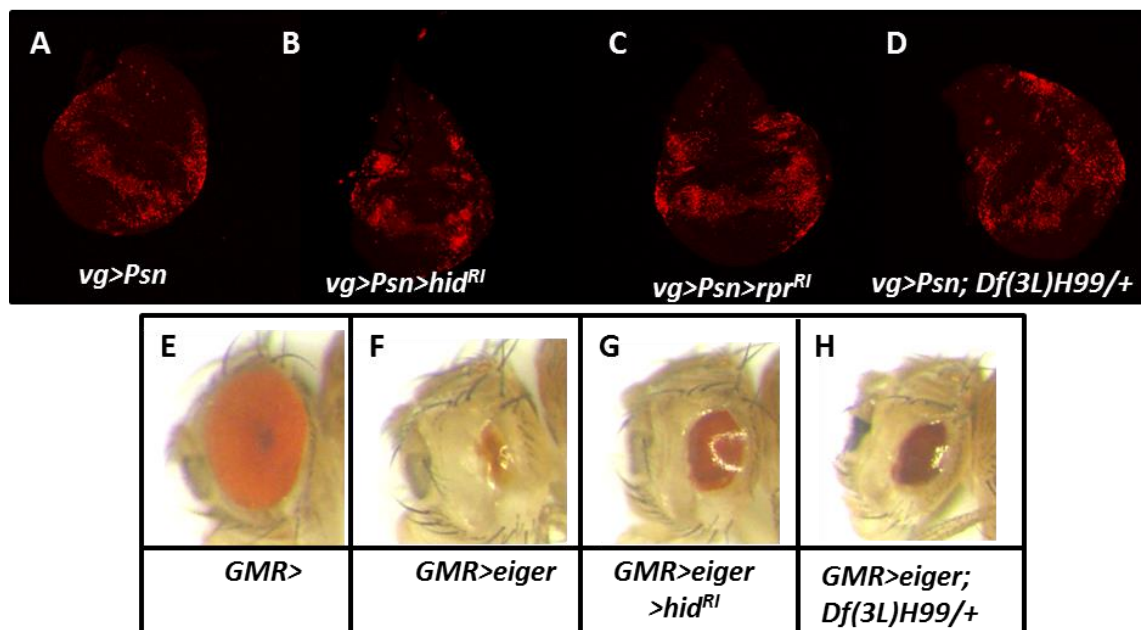 A
B
C
D
vg>Psn
vg>Psn>hid^RI
vg>Psn>rpr^RI
vg>Psn; Df(3L)H99/+
E
F
G
H
GMR>
GMR>eiger
GMR>eiger
>hid^RI
GMR>eiger;
Df(3L)H99/+